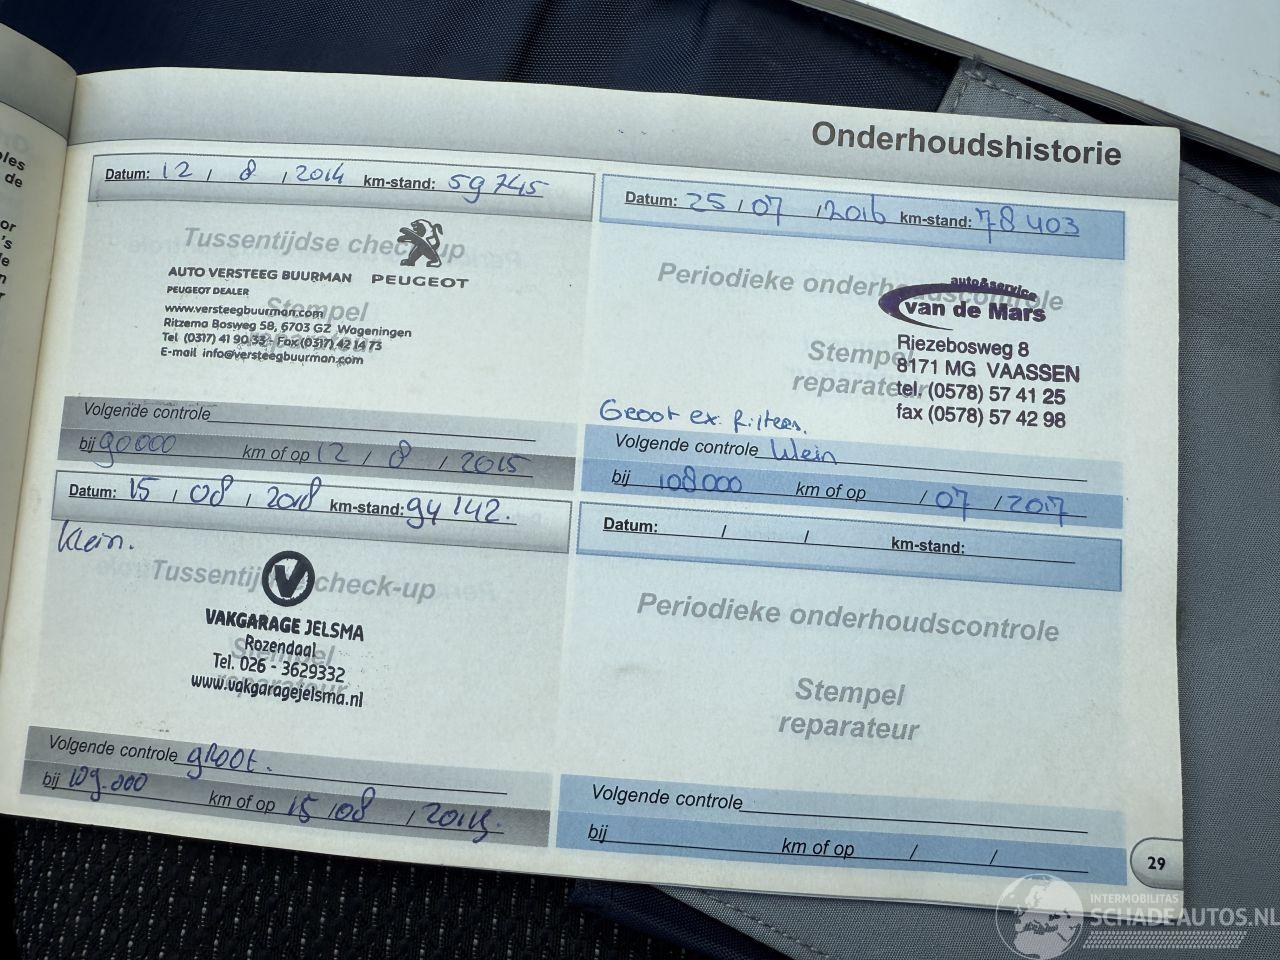 Onderhoudshistorie
Datum: 12 / 8 / 2014 km-stand: 59745
Tussentijdse check-up
PEUGEOT
AUTO VERSTEEG BUURMAN
PEUGEOT DEALER
Stempel
www.versteegbuurman.com
Ritzema Bosweg 58, 6703 GZ Wageningen
Tel (0317) 41 90 33 - Fax (0317) 42 14 73
E-mail info@versteegbuurman.com
Volgende controle
bij 90000 km of op 12 / 8 / 2015
Datum: 25 / 07 / 2016 km-stand: 78403
Periodieke onderhoudscontrole
auto&service
van de Mars
Stempel
reparateur
Riezebosweg 8
8171 MG VAASSEN
tel. (0578) 57 41 25
fax (0578) 57 42 98
Groot ex. filters.
Volgende controle klein
bij 108000 km of op / 07 / 2017
Datum: 15 / 08 / 2018 km-stand: 94142.
klein.
Tussentijdse check-up
V
VAKGARAGE JELSMA
Rozendaal
Stempel
Tel. 026 - 3629332
www.vakgaragejelsma.nl
Volgende controle groot.
bij 109.000 km of op 15 / 08 /
Datum: / / km-stand:
Periodieke onderhoudscontrole
Stempel
reparateur
Volgende controle
bij km of op / /
29
INTERMOBILITAS
SCHADEAUTOS.NL